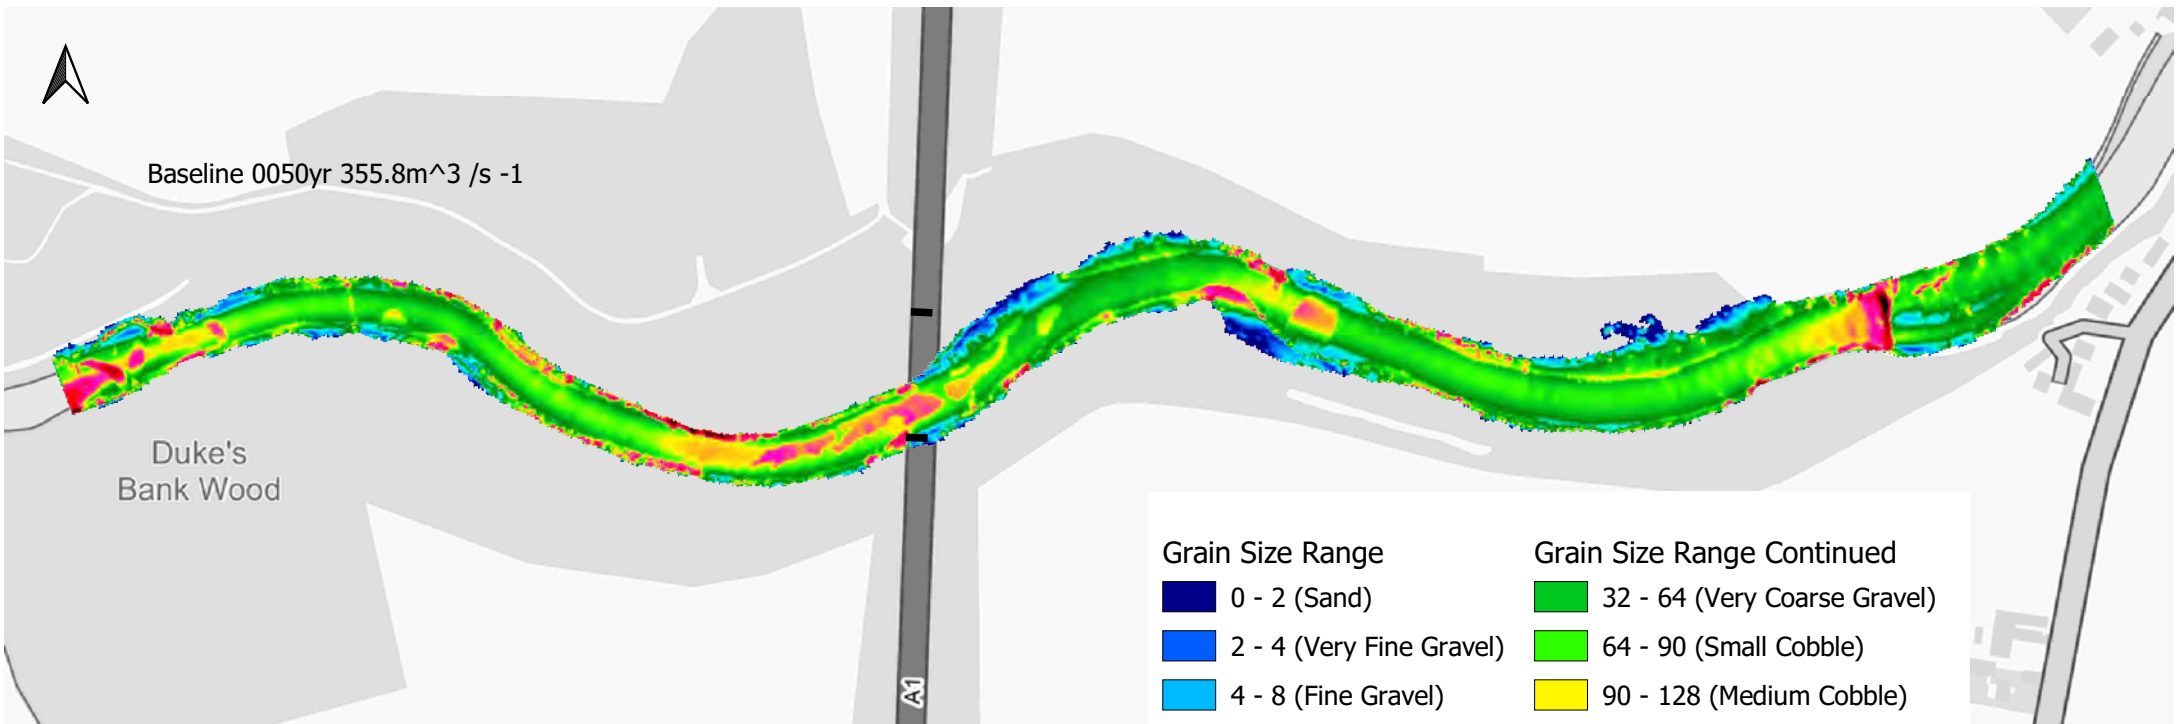 Baseline 0050yr 355.8m^3 /s -1
Duke's
Bank Wood
A1
Grain Size Range
0 - 2 (Sand)
2 - 4 (Very Fine Gravel)
4 - 8 (Fine Gravel)
Grain Size Range Continued
32 - 64 (Very Coarse Gravel)
64 - 90 (Small Cobble)
90 - 128 (Medium Cobble)